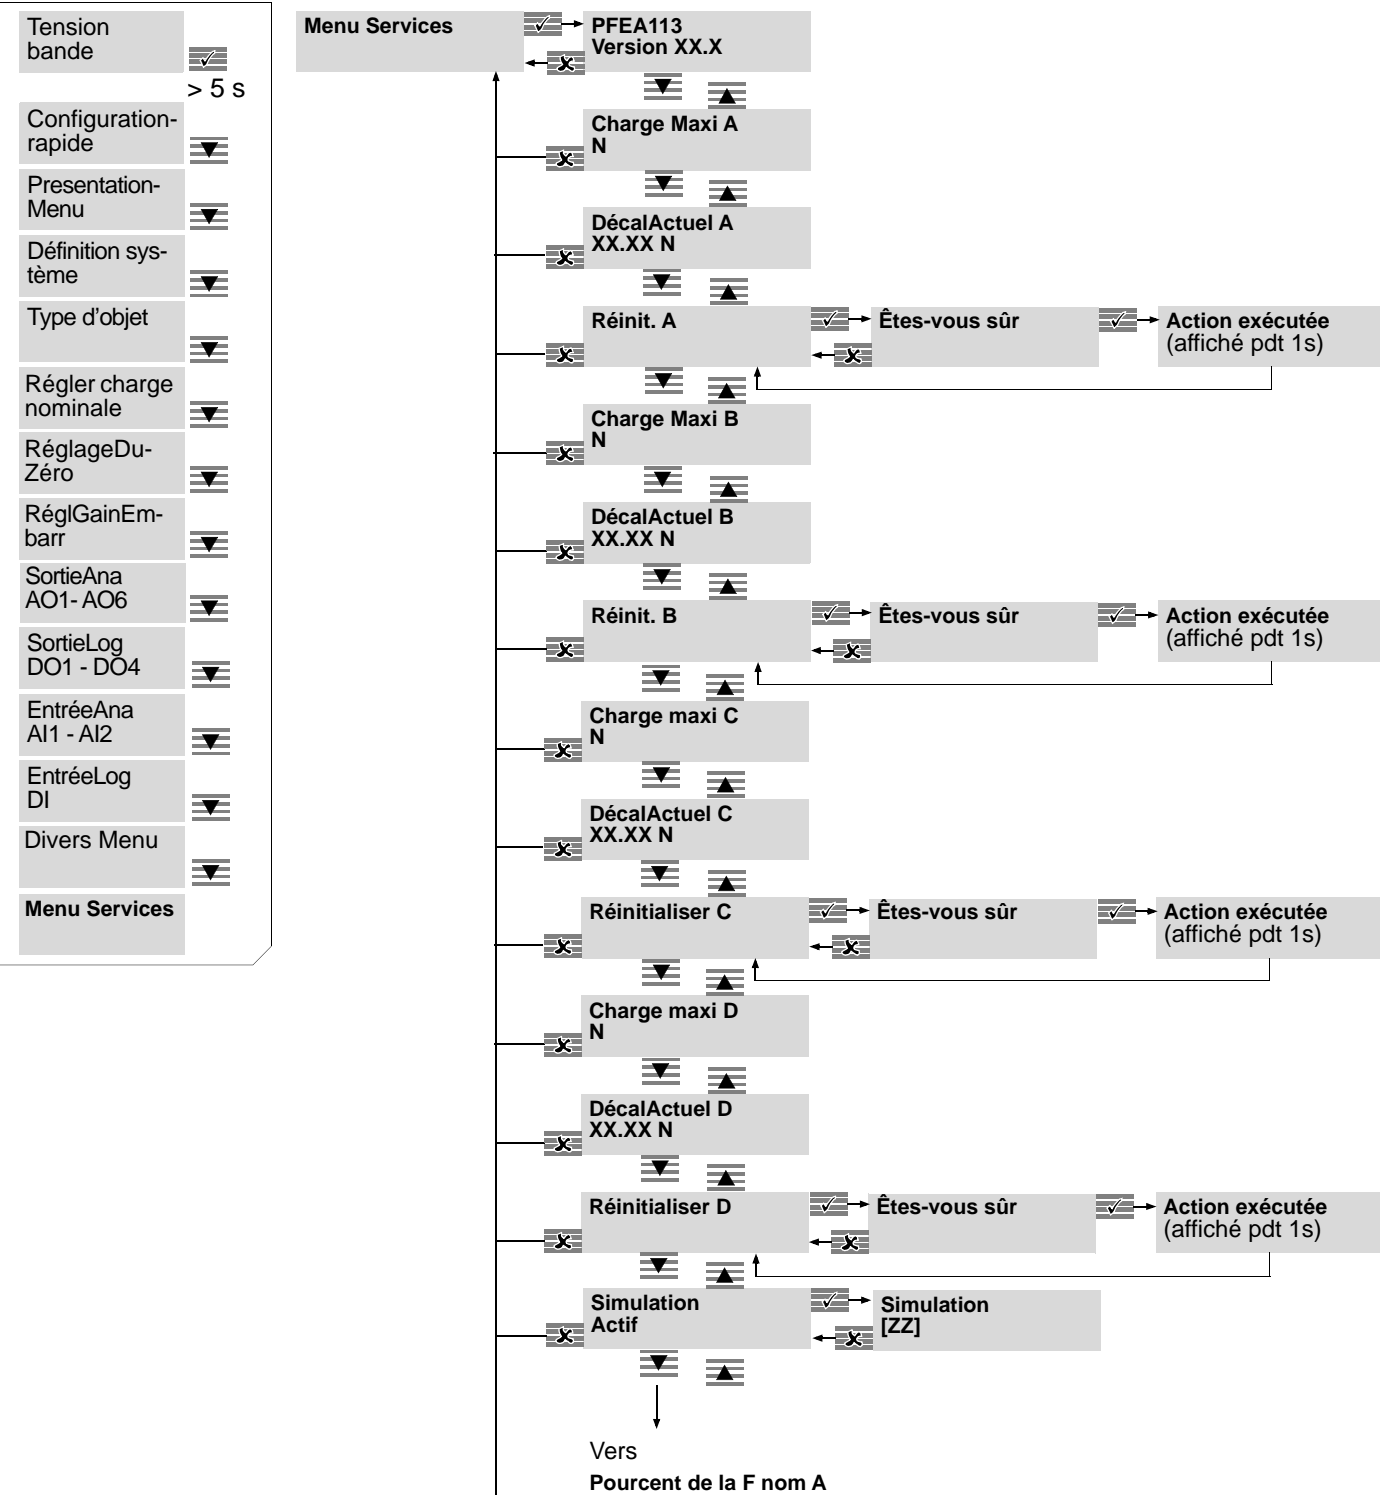 Tension
bande
> 5 s
Configuration-
rapide
Presentation-
Menu
Définition sys-
tème
Type d'objet
Régler charge
nominale
RéglageDu-
Zéro
RéglGainEm-
barr
SortieAna
AO1- AO6
SortieLog
DO1 - DO4
EntréeAna
AI1 - AI2
EntréeLog
DI
Divers Menu
Menu Services
Menu Services
PFEA113
Version XX.X
Charge Maxi A
N
DécalActuel A
XX.XX N
Réinit. A
Êtes-vous sûr
Action exécutée
(affiché pdt 1s)
Charge Maxi B
N
DécalActuel B
XX.XX N
Réinit. B
Êtes-vous sûr
Action exécutée
(affiché pdt 1s)
Charge maxi C
N
DécalActuel C
XX.XX N
Réinitialiser C
Êtes-vous sûr
Action exécutée
(affiché pdt 1s)
Charge maxi D
N
DécalActuel D
XX.XX N
Réinitialiser D
Êtes-vous sûr
Action exécutée
(affiché pdt 1s)
Simulation
Actif
Simulation
[ZZ]
Vers
Pourcent de la F nom A